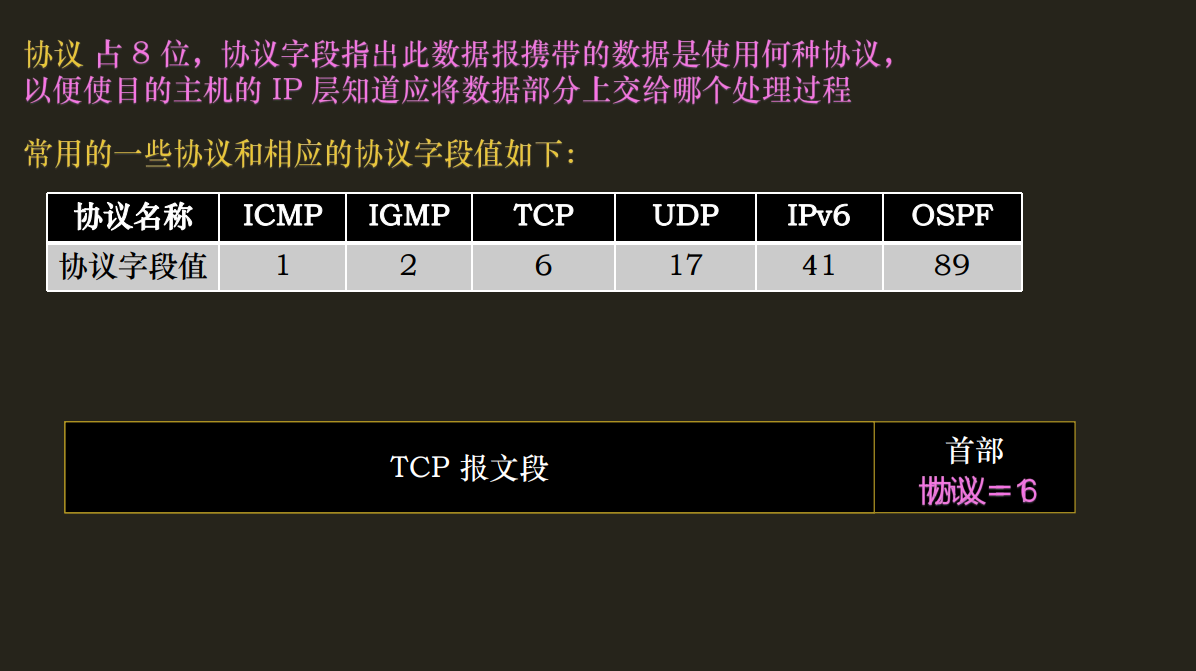 协议 占 8 位，协议字段指出此数据报携带的数据是使用何种协议，
以便使目的主机的 IP 层知道应将数据部分上交给哪个处理过程
常用的一些协议和相应的协议字段值如下：
协议名称 ICMP IGMP TCP UDP IPv6 OSPF
协议字段值 1 2 6 17 41 89
TCP 报文段
首部
协议＝